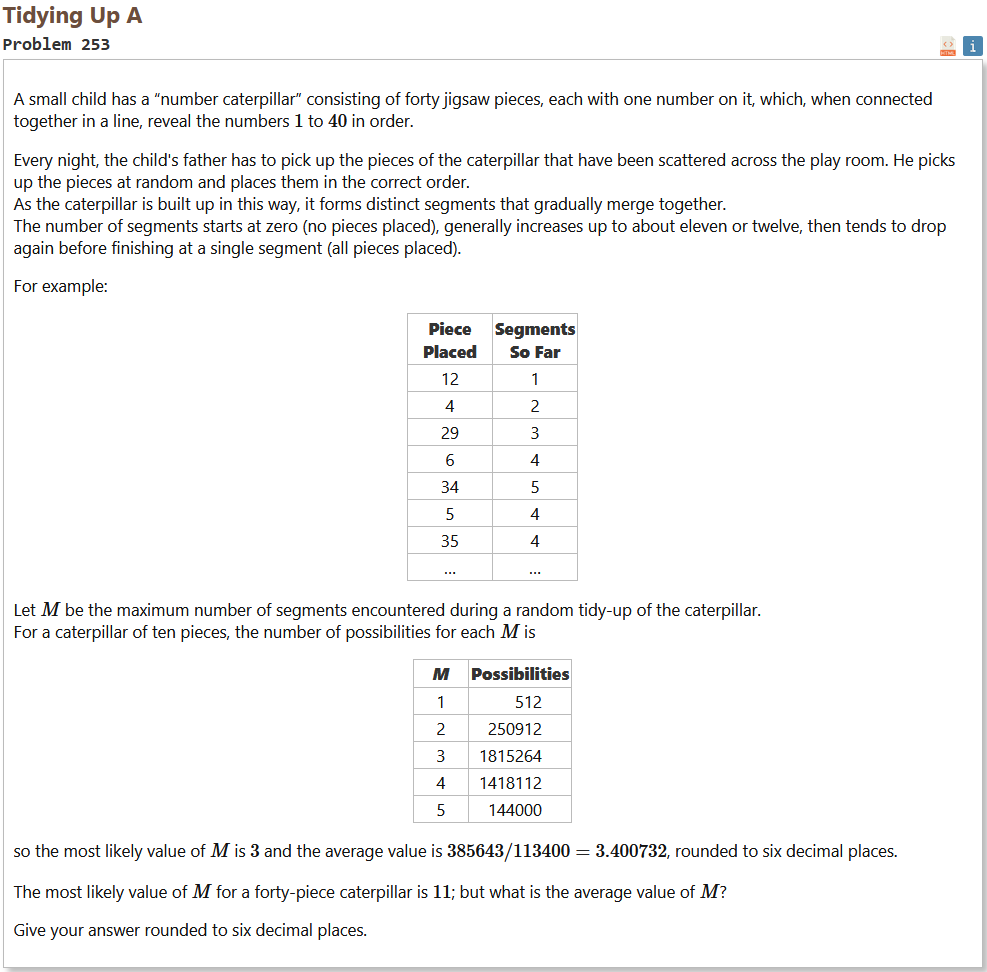 Tidying Up A
Problem 253
A small child has a “number caterpillar” consisting of forty jigsaw pieces, each with one number on it, which, when connected
together in a line, reveal the numbers 1 to 40 in order.
Every night, the child's father has to pick up the pieces of the caterpillar that have been scattered across the play room. He picks
up the pieces at random and places them in the correct order.
As the caterpillar is built up in this way, it forms distinct segments that gradually merge together.
The number of segments starts at zero (no pieces placed), generally increases up to about eleven or twelve, then tends to drop
again before finishing at a single segment (all pieces placed).
For example:
Piece Segments
Placed So Far
12 1
4 2
29 3
6 4
34 5
5 4
35 4
... ...
Let M be the maximum number of segments encountered during a random tidy-up of the caterpillar.
For a caterpillar of ten pieces, the number of possibilities for each M is
M Possibilities
1 512
2 250912
3 1815264
4 1418112
5 144000
so the most likely value of M is 3 and the average value is 385643/113400 = 3.400732, rounded to six decimal places.
The most likely value of M for a forty-piece caterpillar is 11; but what is the average value of M?
Give your answer rounded to six decimal places.